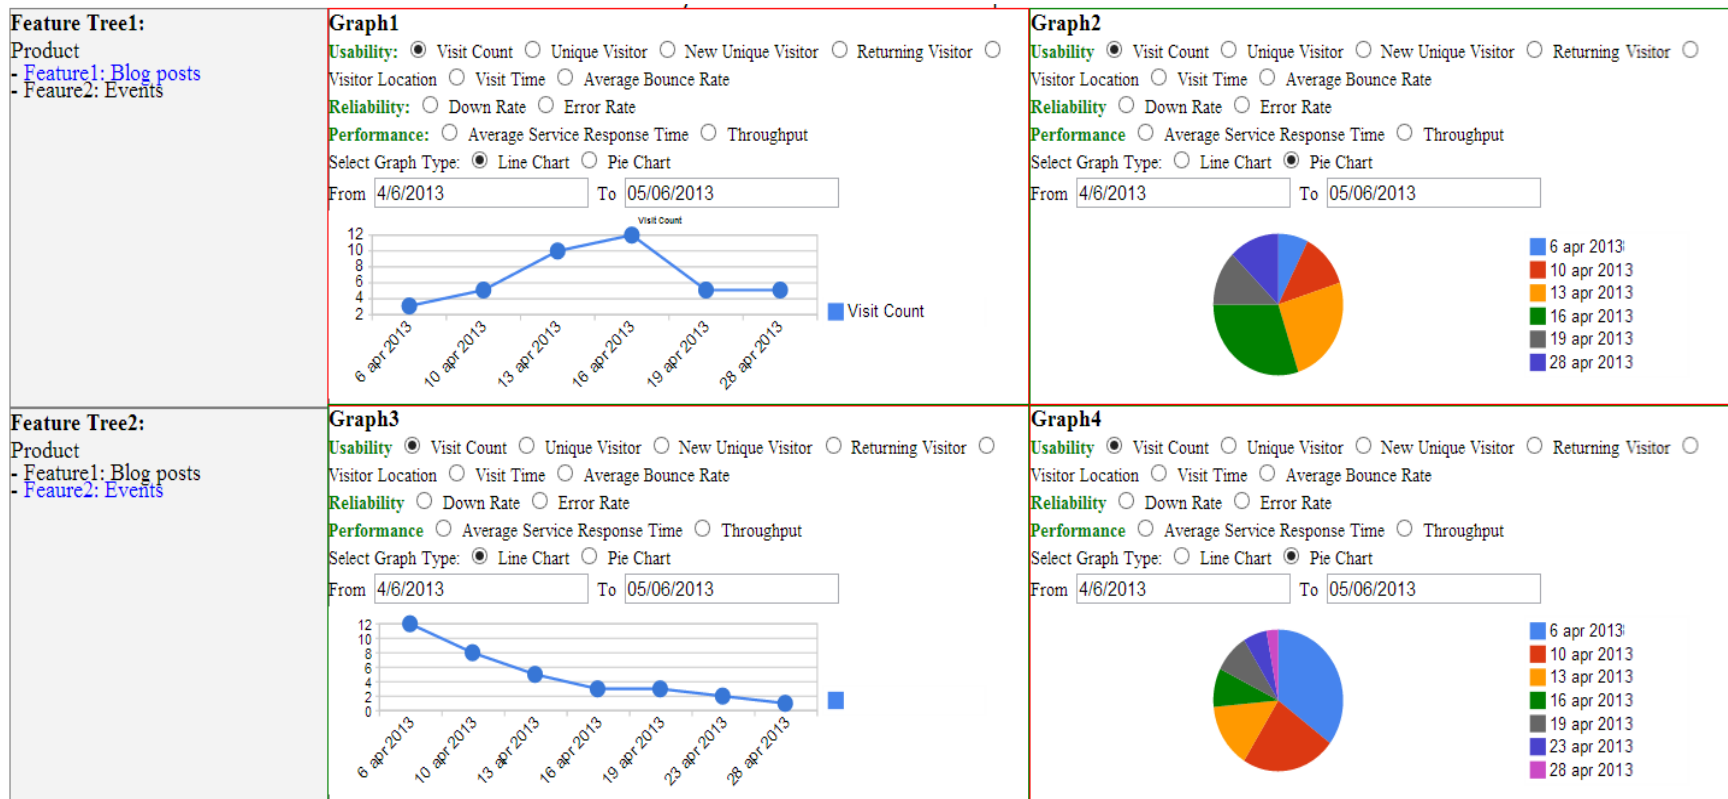 Feature Tree1:
Product
- Feature1: Blog posts
- Feaure2: Events
Graph1
Usability: Visit Count Unique Visitor New Unique Visitor Returning Visitor
Visitor Location Visit Time Average Bounce Rate
Reliability: Down Rate Error Rate
Performance: Average Service Response Time Throughput
Select Graph Type: Line Chart Pie Chart
From 4/6/2013 To 05/06/2013
Visit Count
12
10
8
6
4
2
6 apr 2013
10 apr 2013
13 apr 2013
16 apr 2013
19 apr 2013
28 apr 2013
Visit Count
Graph2
Usability Visit Count Unique Visitor New Unique Visitor Returning Visitor
Visitor Location Visit Time Average Bounce Rate
Reliability Down Rate Error Rate
Performance Average Service Response Time Throughput
Select Graph Type: Line Chart Pie Chart
From 4/6/2013 To 05/06/2013
6 apr 2013
10 apr 2013
13 apr 2013
16 apr 2013
19 apr 2013
28 apr 2013
Feature Tree2:
Product
- Feature1: Blog posts
- Feaure2: Events
Graph3
Usability Visit Count Unique Visitor New Unique Visitor Returning Visitor
Visitor Location Visit Time Average Bounce Rate
Reliability Down Rate Error Rate
Performance Average Service Response Time Throughput
Select Graph Type: Line Chart Pie Chart
From 4/6/2013 To 05/06/2013
12
10
8
6
4
2
0
6 apr 2013
10 apr 2013
13 apr 2013
16 apr 2013
19 apr 2013
23 apr 2013
28 apr 2013
Graph4
Usability Visit Count Unique Visitor New Unique Visitor Returning Visitor
Visitor Location Visit Time Average Bounce Rate
Reliability Down Rate Error Rate
Performance Average Service Response Time Throughput
Select Graph Type: Line Chart Pie Chart
From 4/6/2013 To 05/06/2013
6 apr 2013
10 apr 2013
13 apr 2013
16 apr 2013
19 apr 2013
23 apr 2013
28 apr 2013